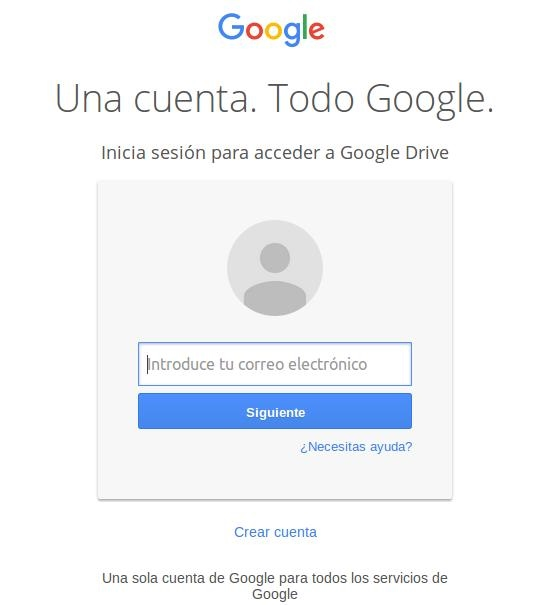 Google
Una cuenta. Todo Google.
Inicia sesión para acceder a Google Drive
Introduce tu correo electrónico
Siguiente
¿Necesitas ayuda?
Crear cuenta
Una sola cuenta de Google para todos los servicios de
Google